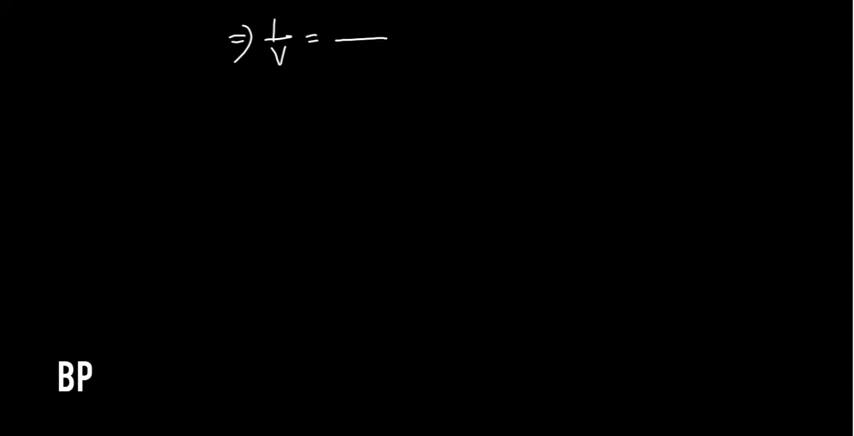 ⇒ 1/V = —
BP